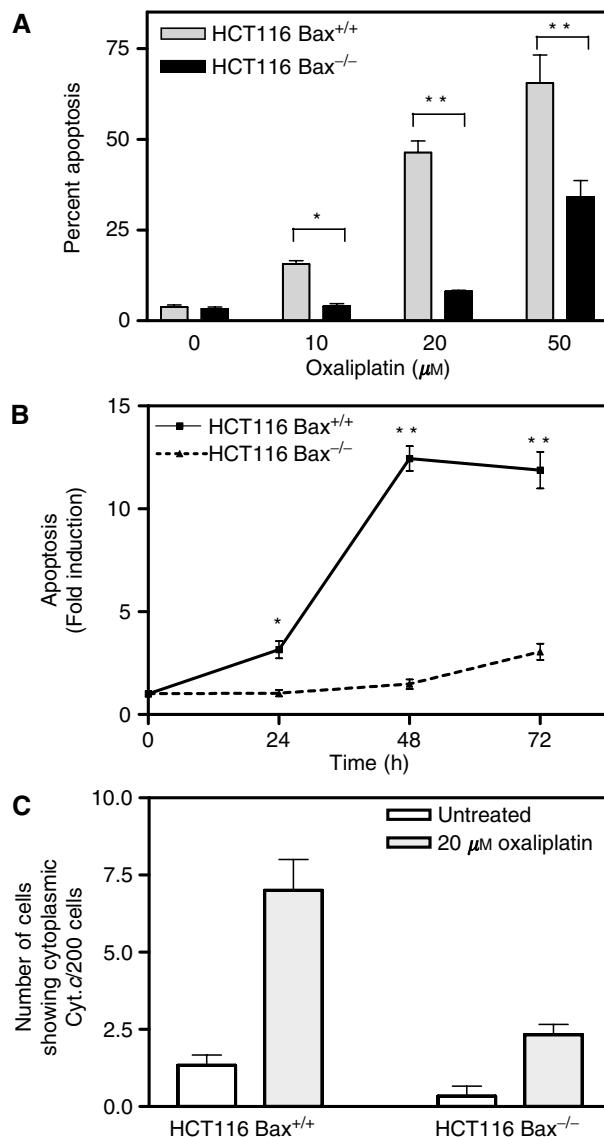 A
HCT116 Bax+/+
HCT116 Bax−/−
Percent apoptosis
75
50
25
0
*
* *
* *
0
10
20
50
Oxaliplatin (μM)
B
HCT116 Bax+/+
HCT116 Bax−/−
Apoptosis
(Fold induction)
15
10
5
0
*
* *
* *
0
24
48
72
Time (h)
C
Untreated
20 μM oxaliplatin
Number of cells
showing cytoplasmic
Cyt.c/200 cells
10.0
7.5
5.0
2.5
0.0
HCT116 Bax+/+
HCT116 Bax−/−